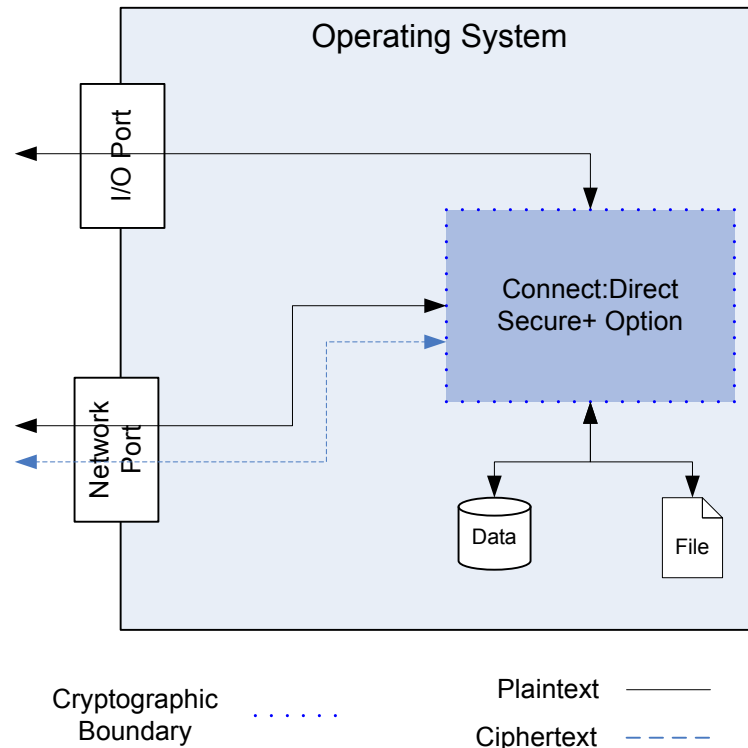 Operating System
I/O Port
Connect:Direct
Secure+ Option
Network
Port
Data
File
Cryptographic
Boundary
Plaintext
Ciphertext